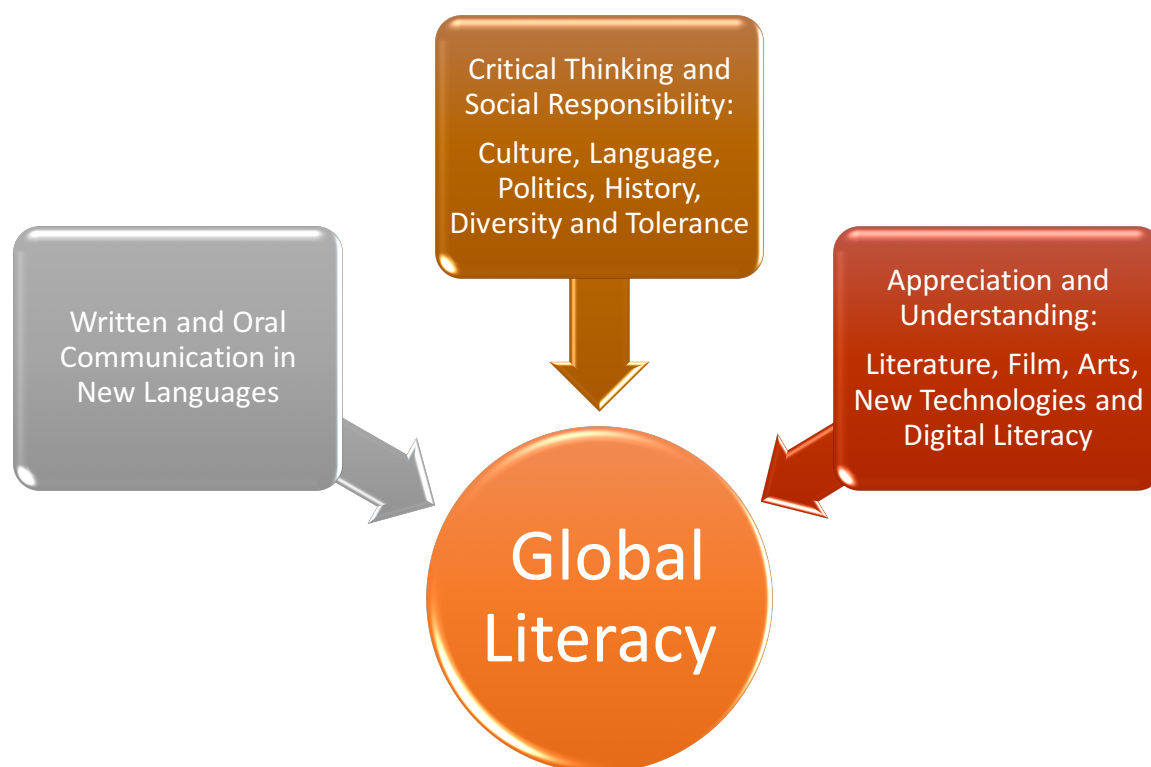 Critical Thinking and
Social Responsibility:
Culture, Language,
Politics, History,
Diversity and Tolerance
Written and Oral
Communication in
New Languages
Appreciation and
Understanding:
Literature, Film, Arts,
New Technologies and
Digital Literacy
Global
Literacy